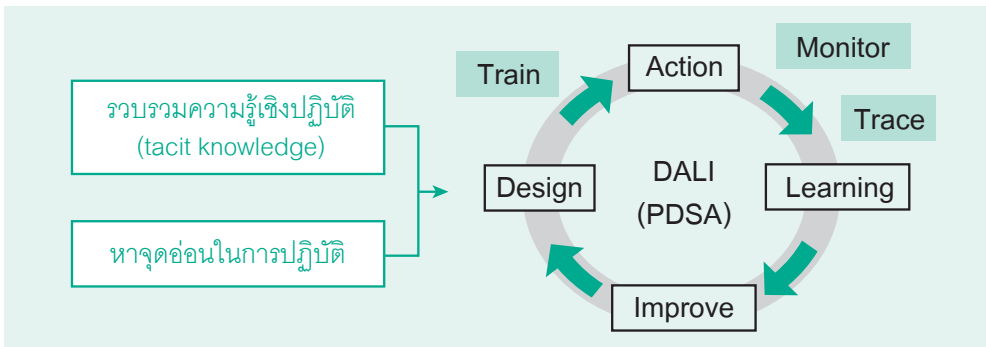 รวบรวมความรู้เชิงปฏิบัติ
(tacit knowledge)
หาจุดอ่อนในการปฏิบัติ
Train
Action
Monitor
Trace
Design
DALI
(PDSA)
Learning
Improve